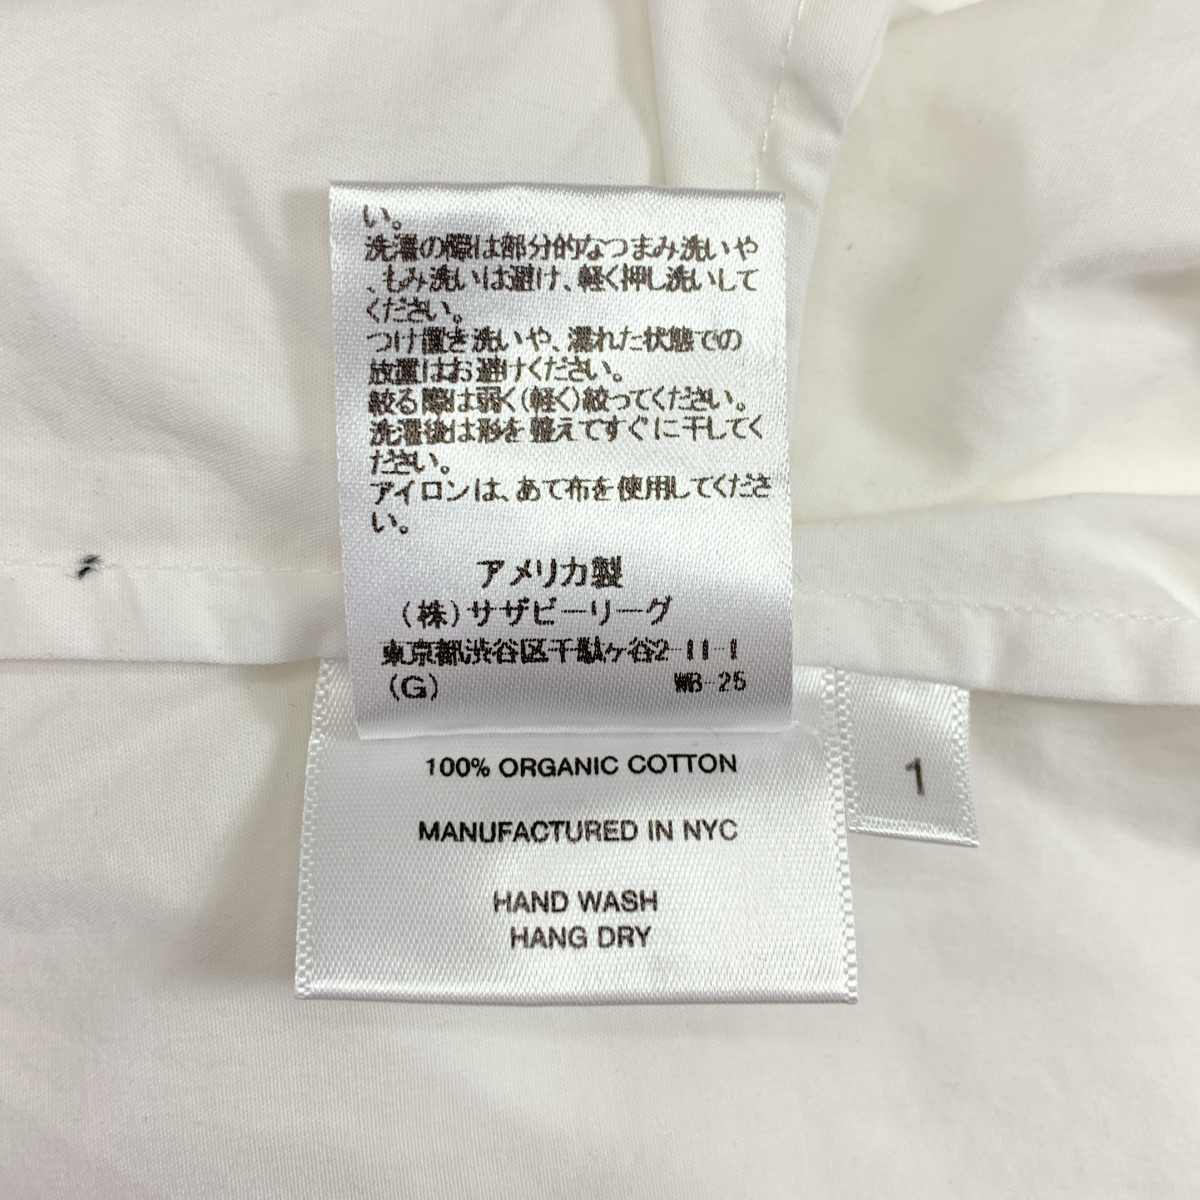 い。
洗濯の際は部分的なつまみ洗いや
、もみ洗いは避け、軽く押し洗いして
ください。
つけ置き洗いや、濡れた状態での
放置はお避けください。
絞る際は弱く(軽く)絞ってください。
洗濯後は形を整えてすぐに干してく
ださい。
アイロンは、あて布を使用してくださ
い。
アメリカ製
(株)サザビーリーグ
東京都渋谷区千駄ヶ谷2-11-1
(G) WB-25
100% ORGANIC COTTON
1
MANUFACTURED IN NYC
HAND WASH
HANG DRY